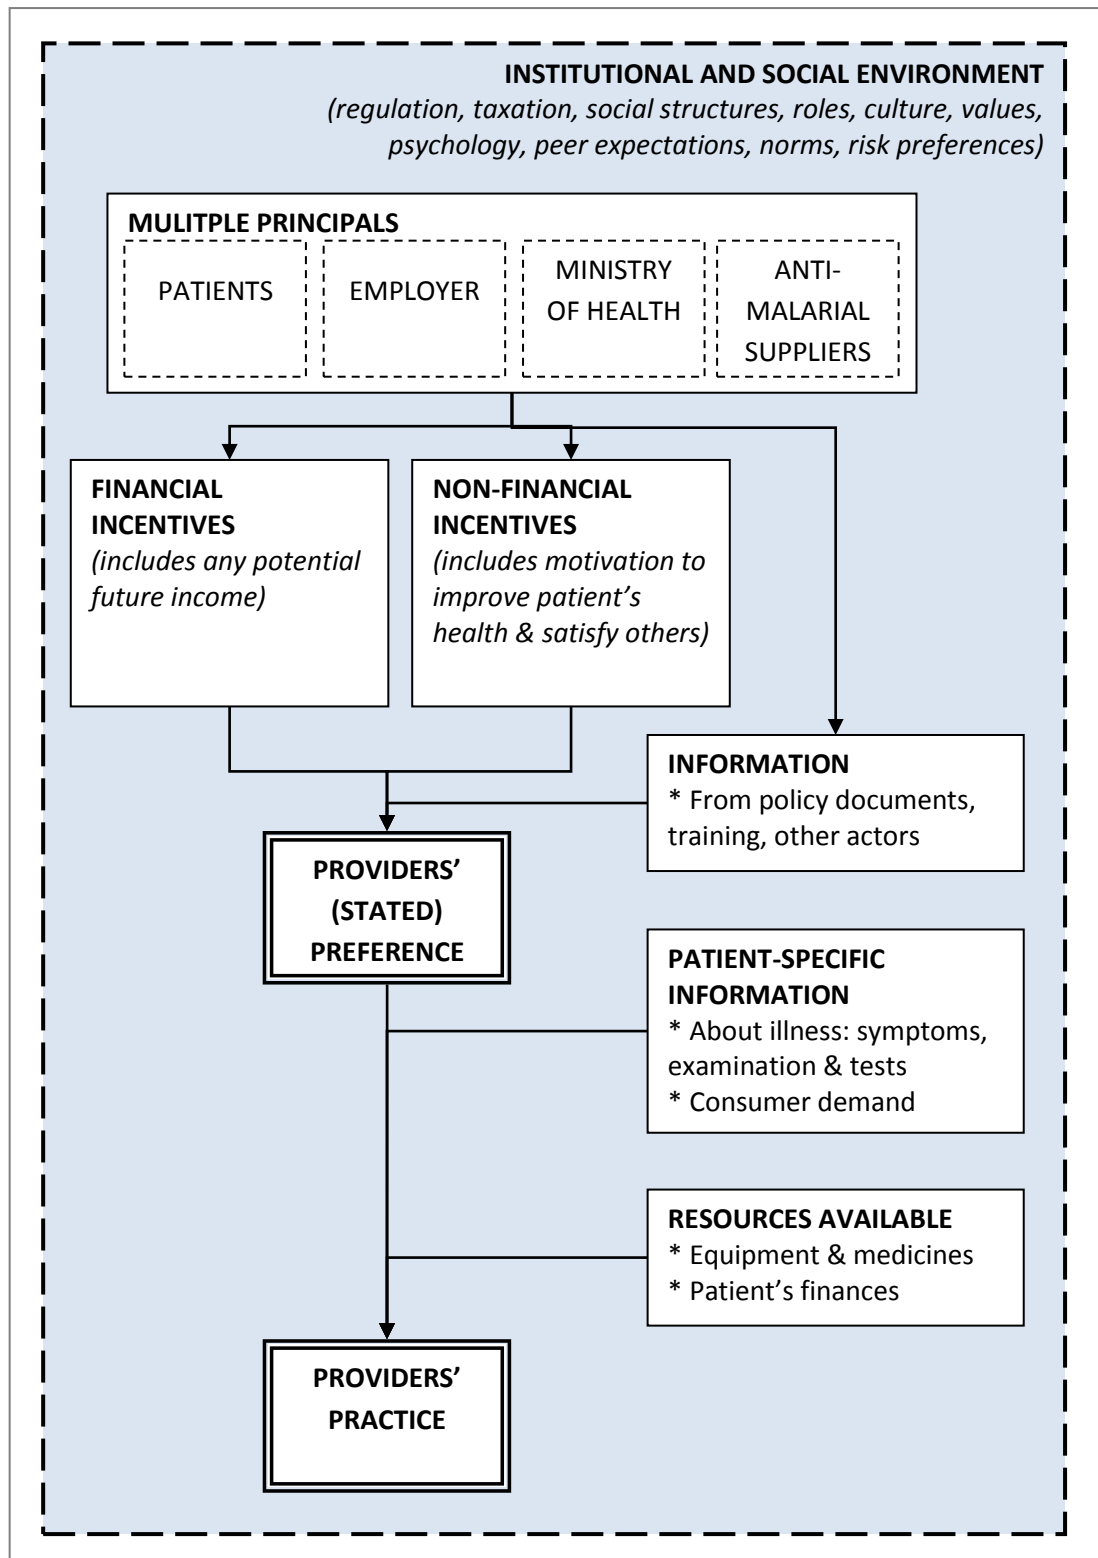 INSTITUTIONAL AND SOCIAL ENVIRONMENT
(regulation, taxation, social structures, roles, culture, values,
psychology, peer expectations, norms, risk preferences)
MULITPLE PRINCIPALS
PATIENTS
EMPLOYER
MINISTRY
OF HEALTH
ANTI-
MALARIAL
SUPPLIERS
FINANCIAL
INCENTIVES
(includes any potential
future income)
NON-FINANCIAL
INCENTIVES
(includes motivation to
improve patient’s
health & satisfy others)
INFORMATION
* From policy documents,
training, other actors
PROVIDERS’
(STATED)
PREFERENCE
PATIENT-SPECIFIC
INFORMATION
* About illness: symptoms,
examination & tests
* Consumer demand
RESOURCES AVAILABLE
* Equipment & medicines
* Patient’s finances
PROVIDERS’
PRACTICE